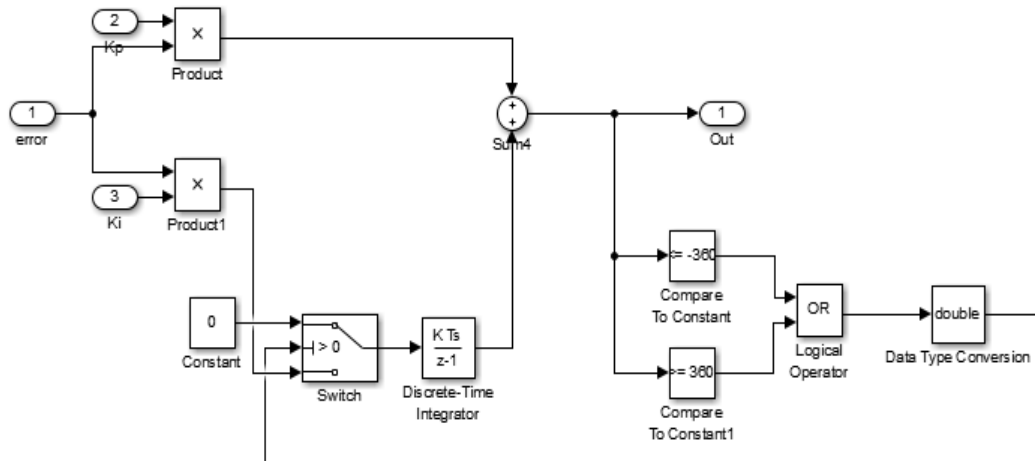 2
Kp
X
Product
1
error
+
+
Sum4
1
Out
X
3
Ki
Product1
<= -360
Compare
To Constant
0
Constant
> 0
Switch
K Ts
z-1
Discrete-Time
Integrator
OR
Logical
Operator
double
Data Type Conversion
>= 360
Compare
To Constant1